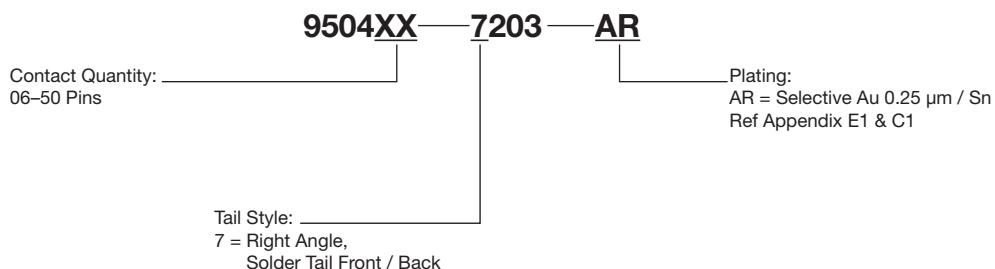 9504XX 7203 AR
Contact Quantity:
06–50 Pins
Plating:
AR = Selective Au 0.25 µm / Sn
Ref Appendix E1 & C1
Tail Style:
7 = Right Angle,
Solder Tail Front / Back